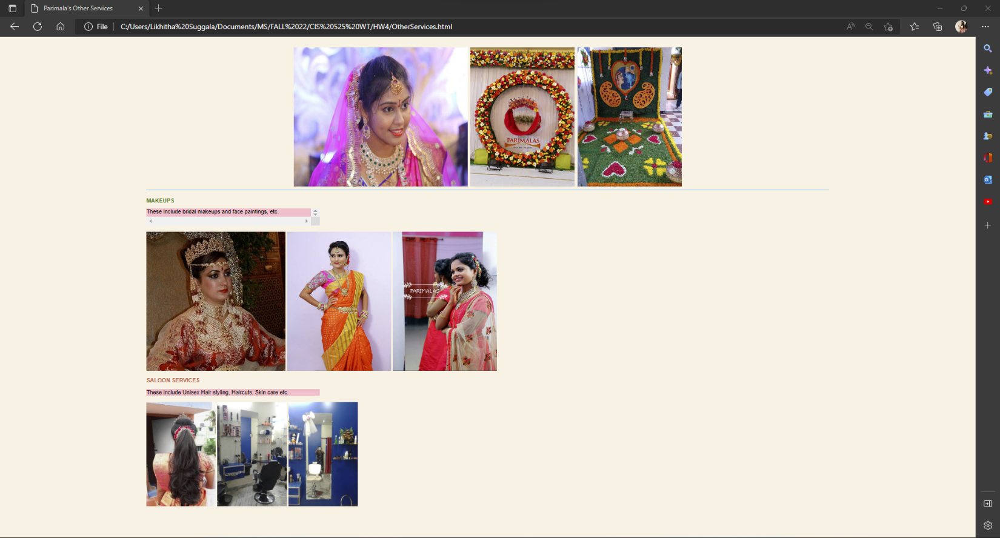 Parimala's Other Services
File
C:/Users/Likhitha%20Suggala/Documents/MS/FALL%2022/CIS%20525%20WT/HW4/OtherServices.html
PARIMALAS
MAKEUPS
These include bridal makeups and face paintings, etc.
PARIMALAS
SALOON SERVICES
These include Unisex Hair styling, Haircuts, Skin care etc.